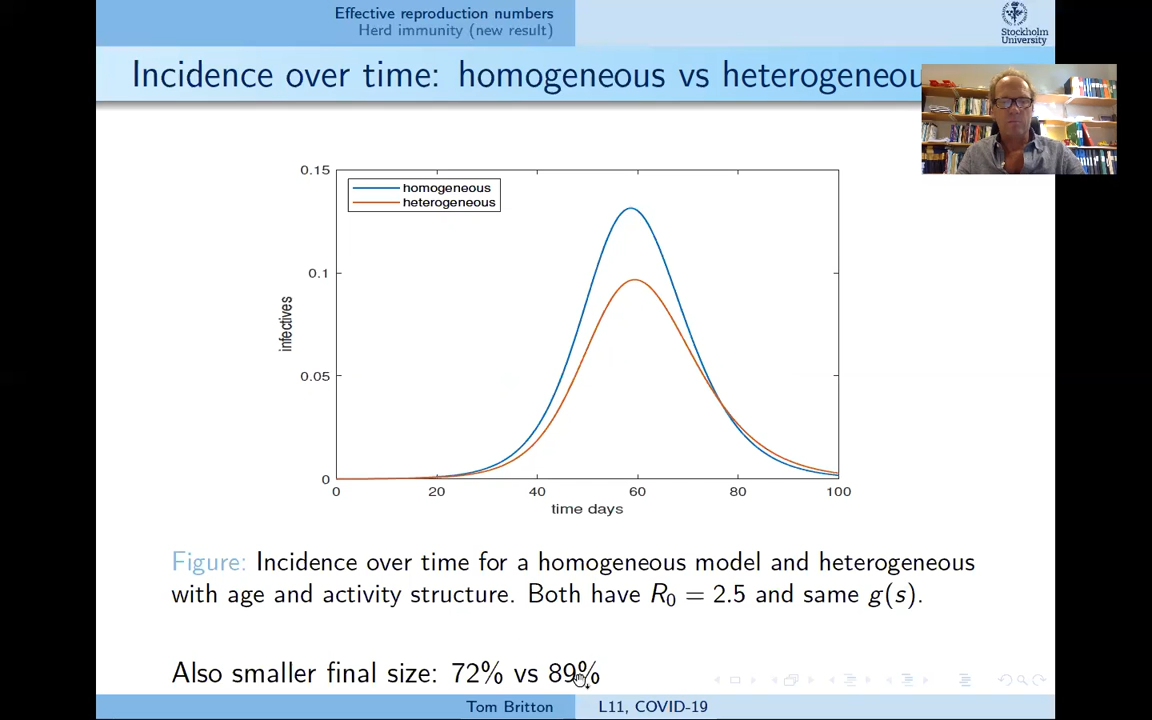 Effective reproduction numbers
Herd immunity (new result)
Stockholm
University
Incidence over time: homogeneous vs
0.15
homogeneous
heterogeneous
0.1
infectives
0.05
0
0 20 40 60 80 100
time days
Figure: Incidence over time for a homogeneous model and heterogeneous
with age and activity structure. Both have R₀ = 2.5 and same g(s).
Also smaller final size: 72% vs 89%
Tom Britton L11, COVID-19